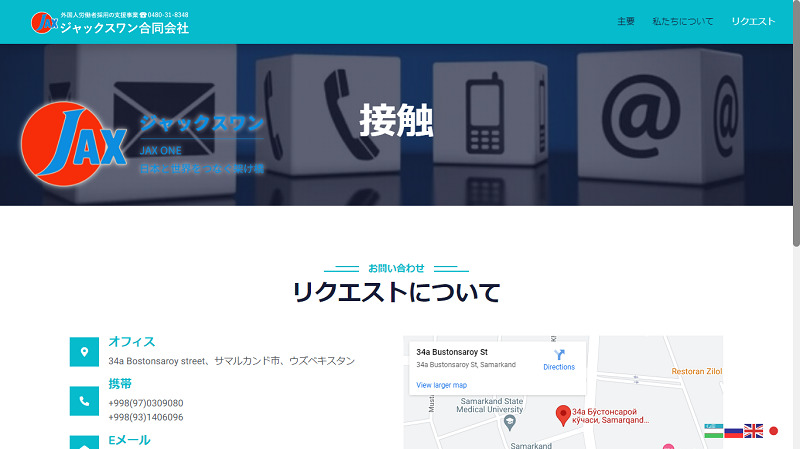 外国人労働者採用の支援事業 ☎0480-31-8348
JAX ジャックスワン合同会社
主要 私たちについて リクエスト
接触
JAX
ジャックスワン
JAX ONE
日本と世界をつなぐ架け橋
お問い合わせ
リクエストについて
オフィス
34a Bostonsaroy street、サマルカンド市、ウズベキスタン
携帯
+998(97)0309080
+998(93)1406096
Eメール
34a Bustonsaroy St
34a Bustonsaroy St, Samarkand
Directions
View larger map
Restoran Zilol
Samarkand State
Medical University
34a Бўстонсарой
кўчаси, Samarqand...
Samarkand